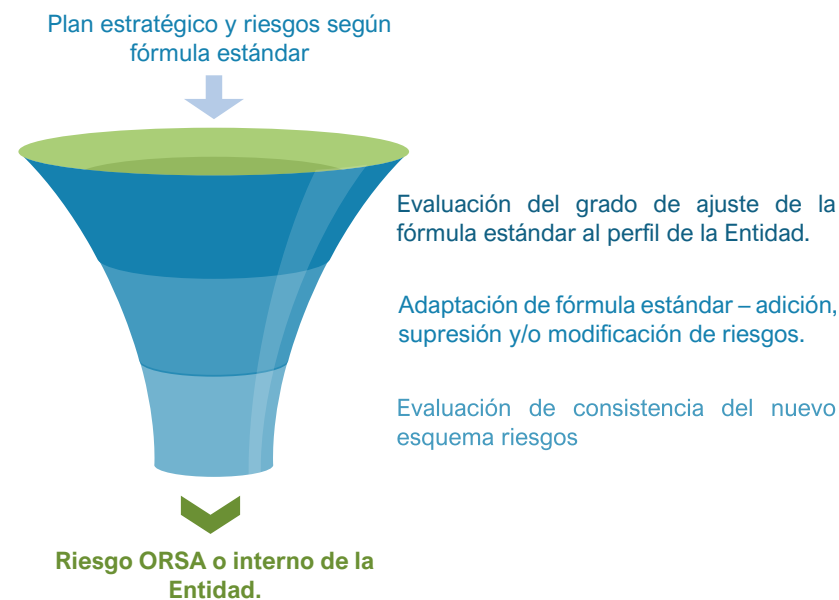 Plan estratégico y riesgos según
fórmula estándar
Evaluación del grado de ajuste de la
fórmula estándar al perfil de la Entidad.
Adaptación de fórmula estándar – adición,
supresión y/o modificación de riesgos.
Evaluación de consistencia del nuevo
esquema riesgos
Riesgo ORSA o interno de la
Entidad.